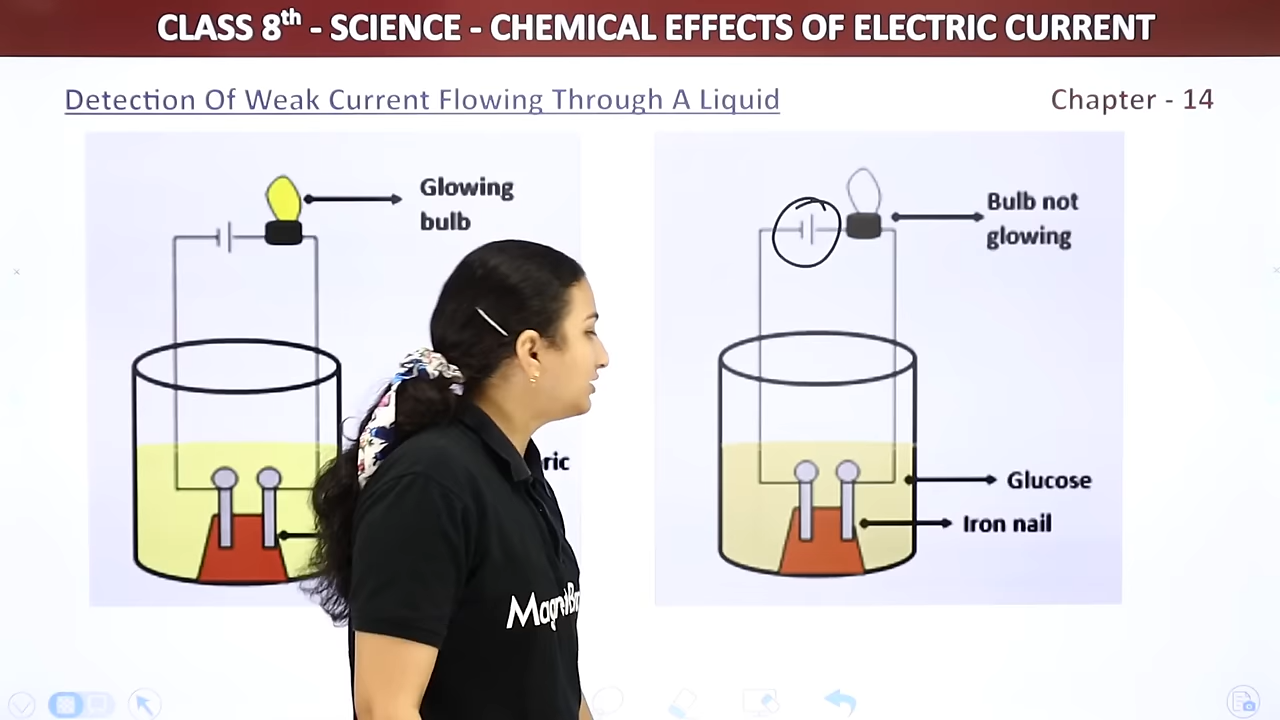 CLASS 8th - SCIENCE - CHEMICAL EFFECTS OF ELECTRIC CURRENT
Detection Of Weak Current Flowing Through A Liquid
Chapter - 14
Glowing
bulb
Bulb not
glowing
Glucose
Iron nail